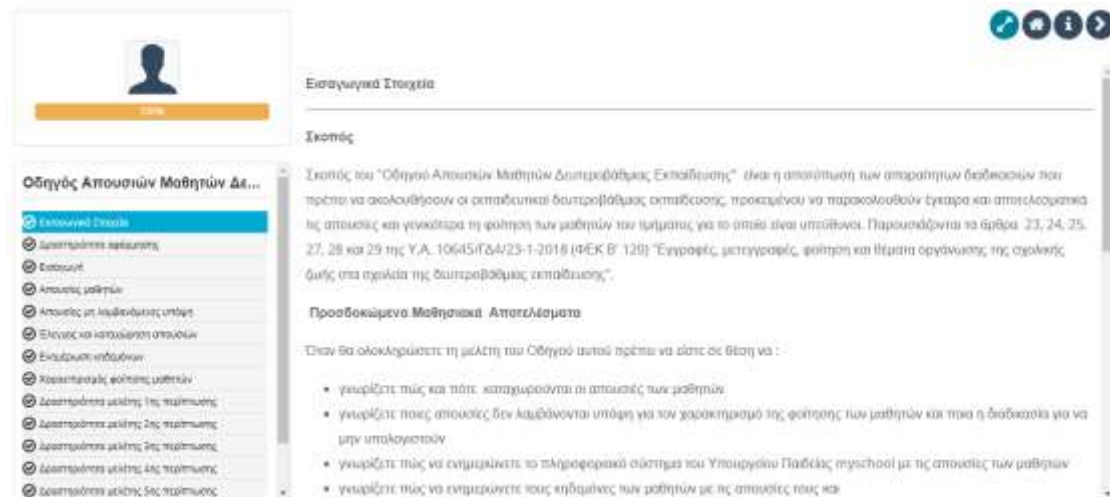 100%
Οδηγός Απουσιών Μαθητών Δε...
Εισαγωγικά Στοιχεία
Δραστηριότητα αφόρμησης
Εισαγωγή
Απουσίες μαθητών
Απουσίες μη λαμβανόμενες υπόψη
Έλεγχος και καταχώρηση απουσιών
Ενημέρωση κηδεμόνων
Χαρακτηρισμός φοίτησης μαθητών
Δραστηριότητα μελέτης 1ης περίπτωσης
Δραστηριότητα μελέτης 2ης περίπτωσης
Δραστηριότητα μελέτης 3ης περίπτωσης
Δραστηριότητα μελέτης 4ης περίπτωσης
Δραστηριότητα μελέτης 5ης περίπτωσης
Εισαγωγικά Στοιχεία
Σκοπός
Σκοπός του "Οδηγού Απουσιών Μαθητών Δευτεροβάθμιας Εκπαίδευσης" είναι η αποτύπωση των απαραίτητων διαδικασιών που
πρέπει να ακολουθήσουν οι εκπαιδευτικοί δευτεροβάθμιας εκπαίδευσης, προκειμένου να παρακολουθούν έγκαιρα και αποτελεσματικά
τις απουσίες και γενικότερα τη φοίτηση των μαθητών του τμήματος για το οποίο είναι υπεύθυνοι. Παρουσιάζονται τα άρθρα 23, 24, 25,
27, 28 και 29 της Υ.Α. 10645/ΓΔ4/23-1-2018 (ΦΕΚ Β' 120) "Εγγραφές, μετεγγραφές, φοίτηση και θέματα οργάνωσης της σχολικής
ζωής στα σχολεία της δευτεροβάθμιας εκπαίδευσης".
Προσδοκώμενα Μαθησιακά Αποτελέσματα
Όταν θα ολοκληρώσετε τη μελέτη του Οδηγού αυτού πρέπει να είστε σε θέση να :
γνωρίζετε πώς και πότε καταχωρούνται οι απουσίες των μαθητών
γνωρίζετε ποιες απουσίες δεν λαμβάνονται υπόψη για τον χαρακτηρισμό της φοίτησης των μαθητών και ποια η διαδικασία για να
μην υπολογιστούν
γνωρίζετε πώς να ενημερώνετε το πληροφοριακό σύστημα του Υπουργείου Παιδείας myschool με τις απουσίες των μαθητών
γνωρίζετε πώς να ενημερώνετε τους κηδεμόνες των μαθητών με τις απουσίες τους και